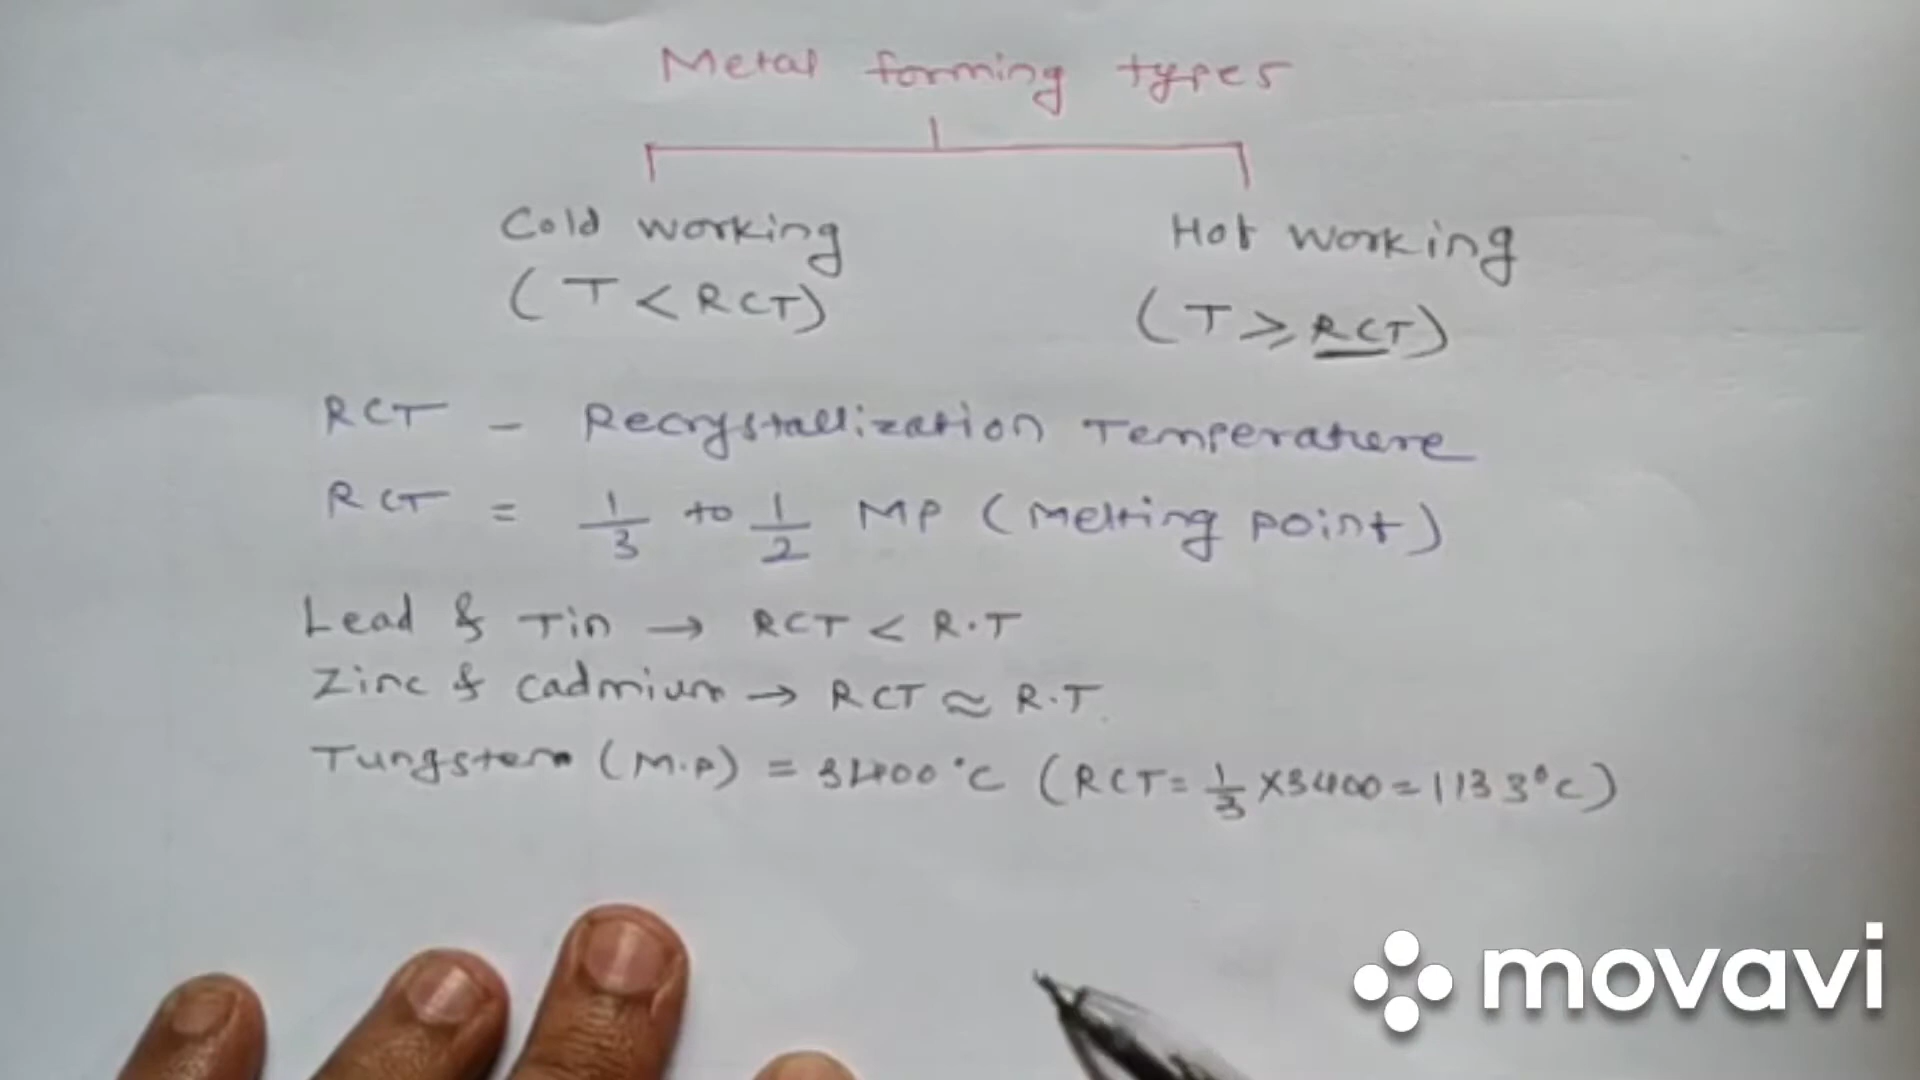 Metal forming types
Cold working
(T < RCT)
Hot working
(T ⩾ RCT)
RCT - Recrystallization Temperature
RCT = 1/3 to 1/2 MP (Melting point)
Lead & Tin → RCT < R.T
Zinc & cadmium → RCT ≈ R.T.
Tungsten (M.P) = 3400°C (RCT = 1/3 × 3400 = 1133°C)
movavi